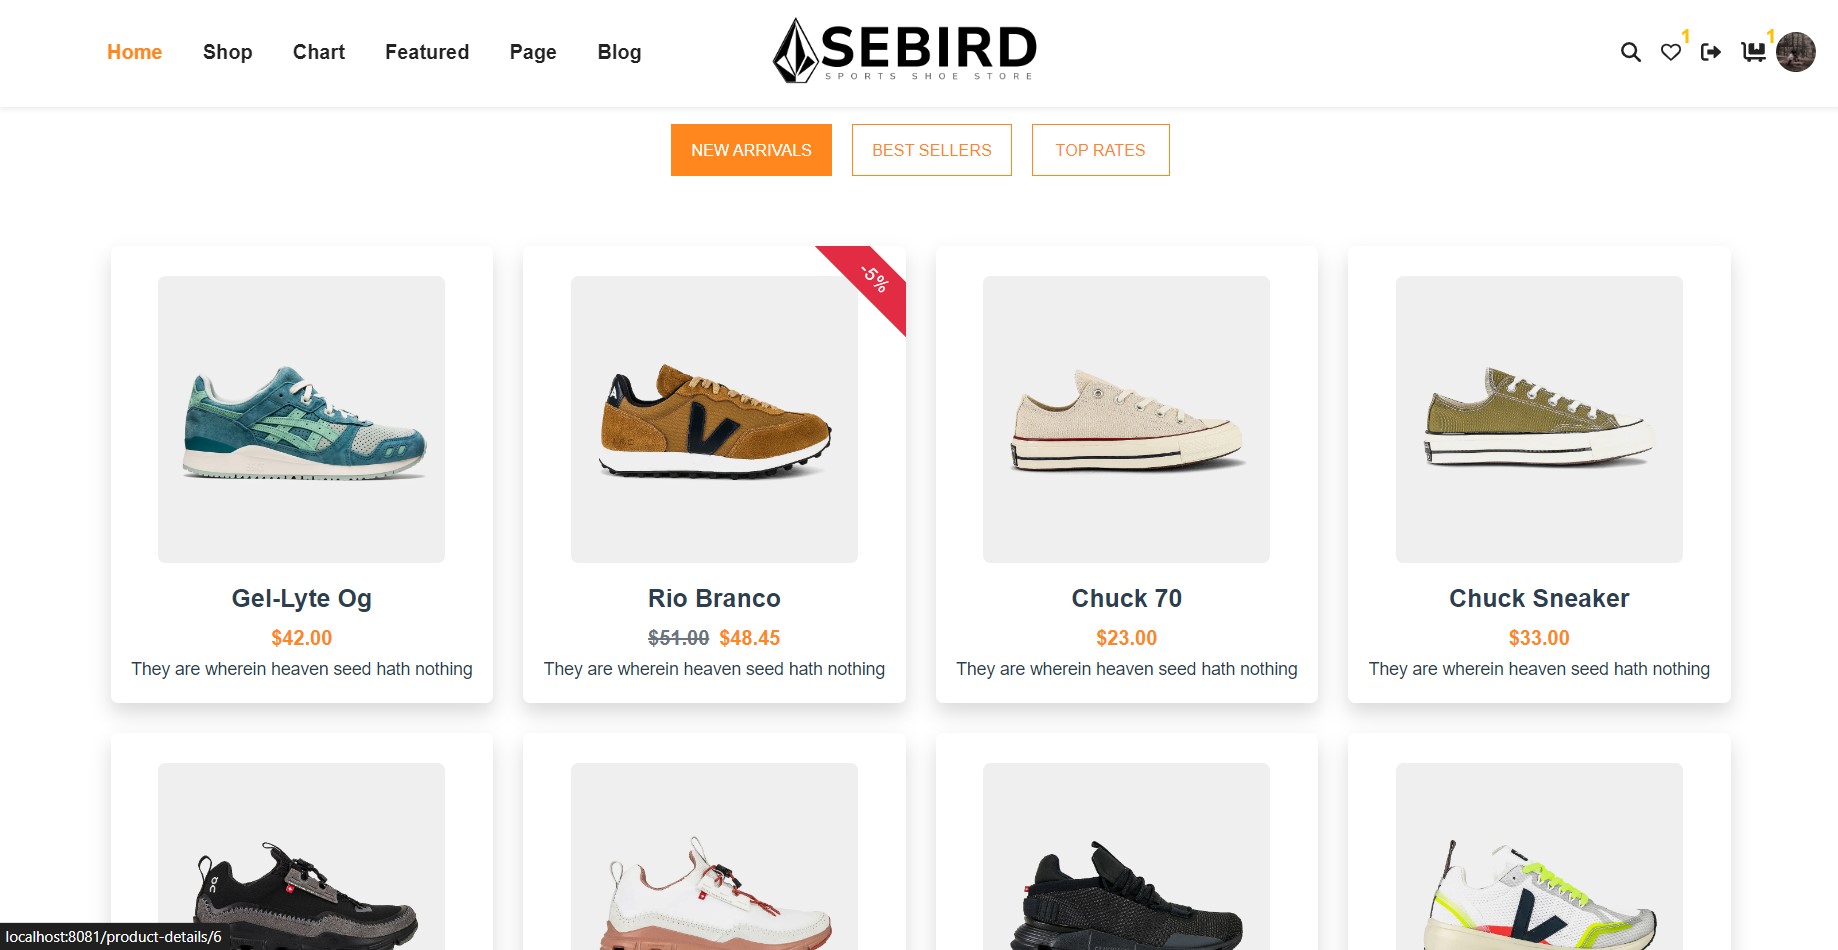 Home Shop Chart Featured Page Blog
SEBIRD
SPORTS SHOE STORE
1 1
NEW ARRIVALS BEST SELLERS TOP RATES
-5%
Gel-Lyte Og Rio Branco Chuck 70 Chuck Sneaker
$42.00 $51.00 $48.45 $23.00 $33.00
They are wherein heaven seed hath nothing They are wherein heaven seed hath nothing They are wherein heaven seed hath nothing They are wherein heaven seed hath nothing
localhost:8081/product-details/6